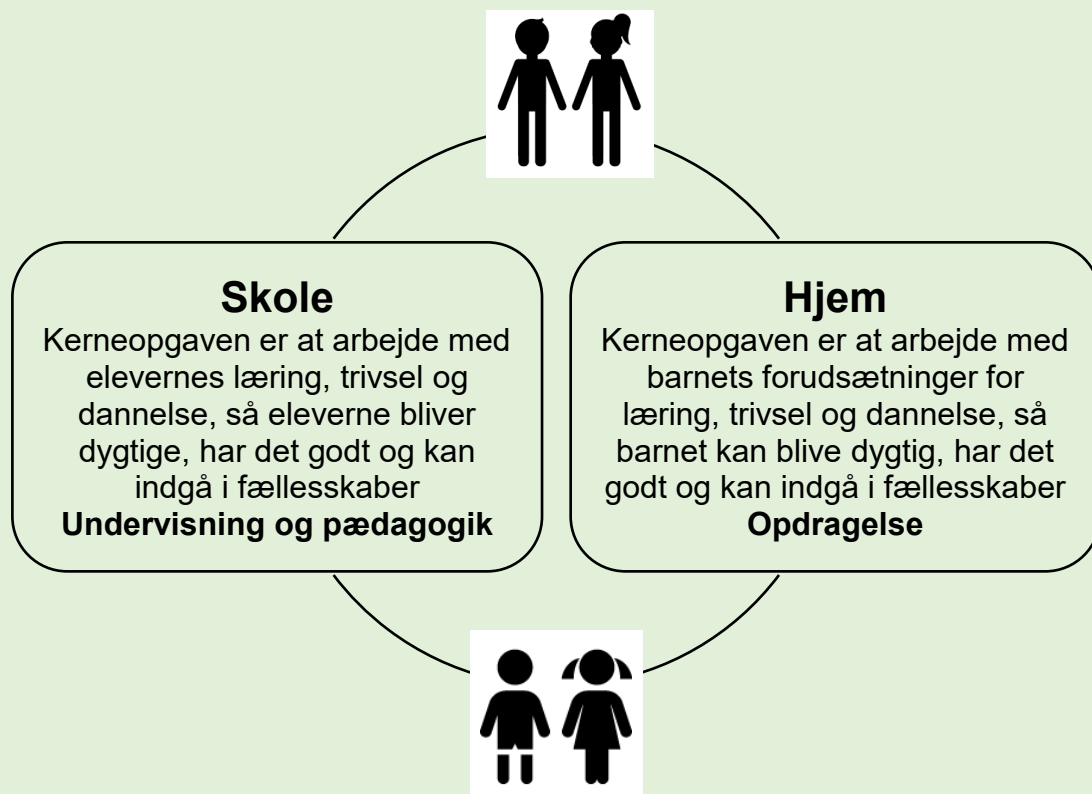 Skole
Kerneopgaven er at arbejde med
elevernes læring, trivsel og
dannelse, så eleverne bliver
dygtige, har det godt og kan
indgå i fællesskaber
Undervisning og pædagogik
Hjem
Kerneopgaven er at arbejde med
barnets forudsætninger for
læring, trivsel og dannelse, så
barnet kan blive dygtig, har det
godt og kan indgå i fællesskaber
Opdragelse